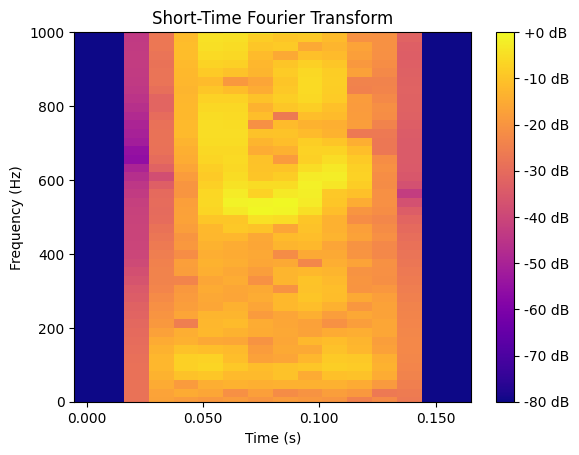 Short-Time Fourier Transform
1000
800
600
400
200
0
Frequency (Hz)
0.000
0.050
0.100
0.150
Time (s)
+0 dB
-10 dB
-20 dB
-30 dB
-40 dB
-50 dB
-60 dB
-70 dB
-80 dB